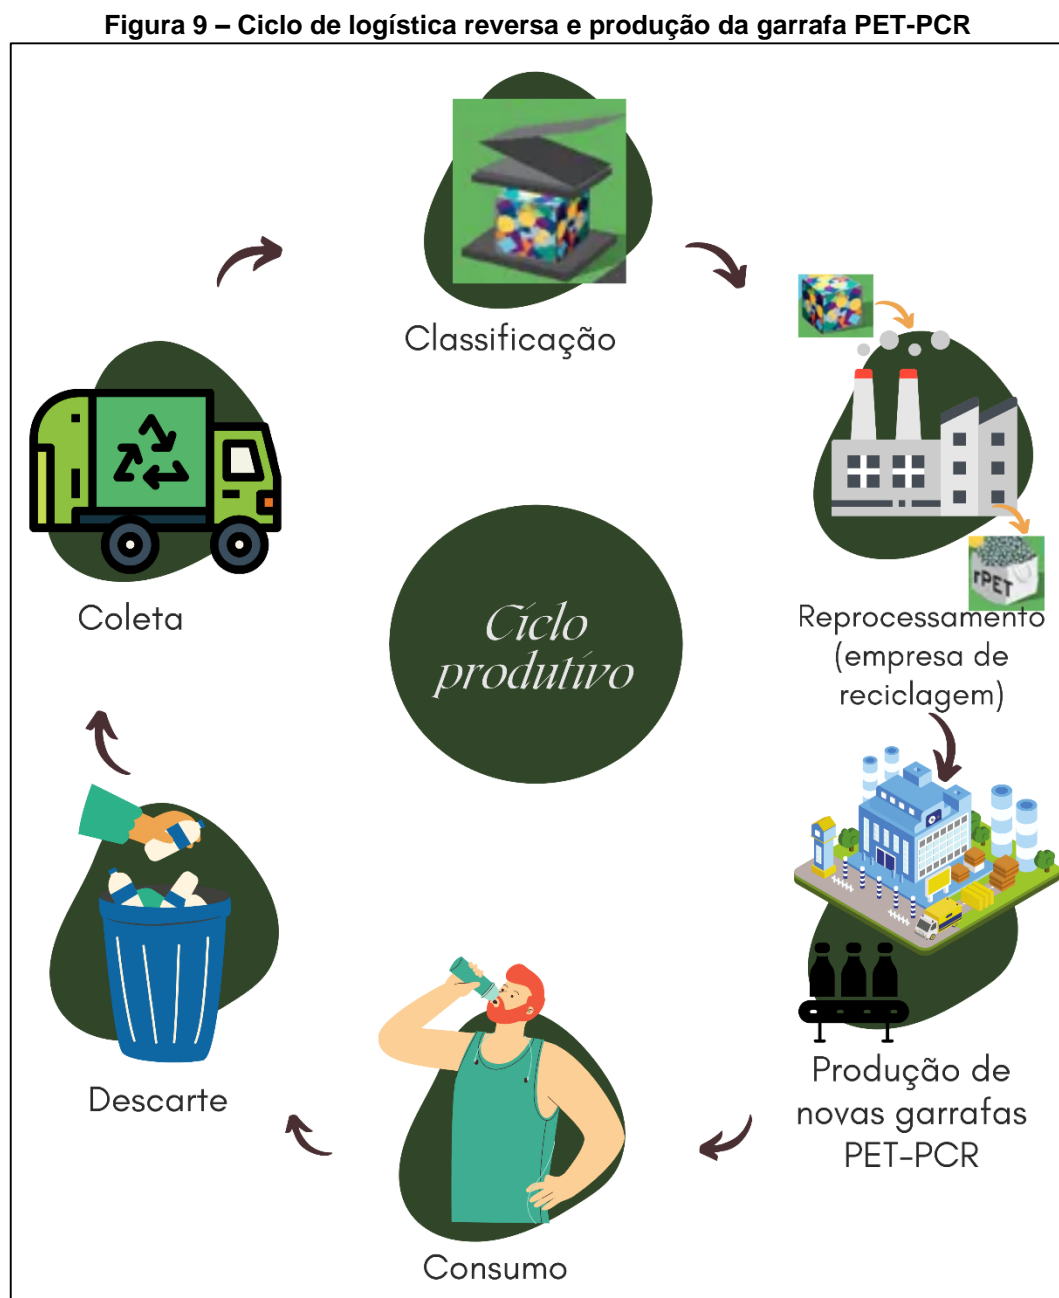 Figura 9 – Ciclo de logística reversa e produção da garrafa PET-PCR
Classificação
Coleta
rPET
Reprocessamento
(empresa de
reciclagem)
Ciclo
produtivo
Produção de
novas garrafas
PET-PCR
Descarte
Consumo